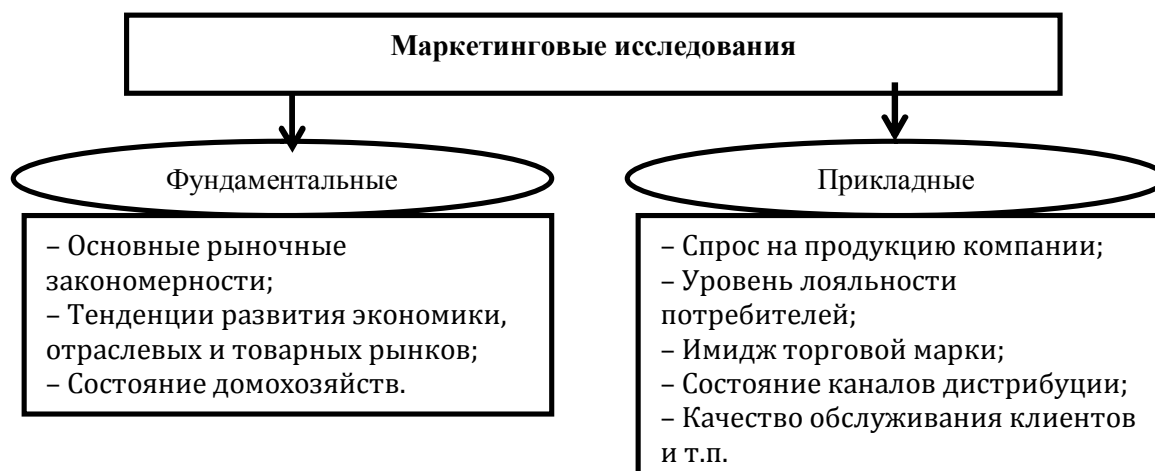 Маркетинговые исследования
Фундаментальные
– Основные рыночные
закономерности;
– Тенденции развития экономики,
отраслевых и товарных рынков;
– Состояние домохозяйств.
Прикладные
– Спрос на продукцию компании;
– Уровень лояльности
потребителей;
– Имидж торговой марки;
– Состояние каналов дистрибуции;
– Качество обслуживания клиентов
и т.п.